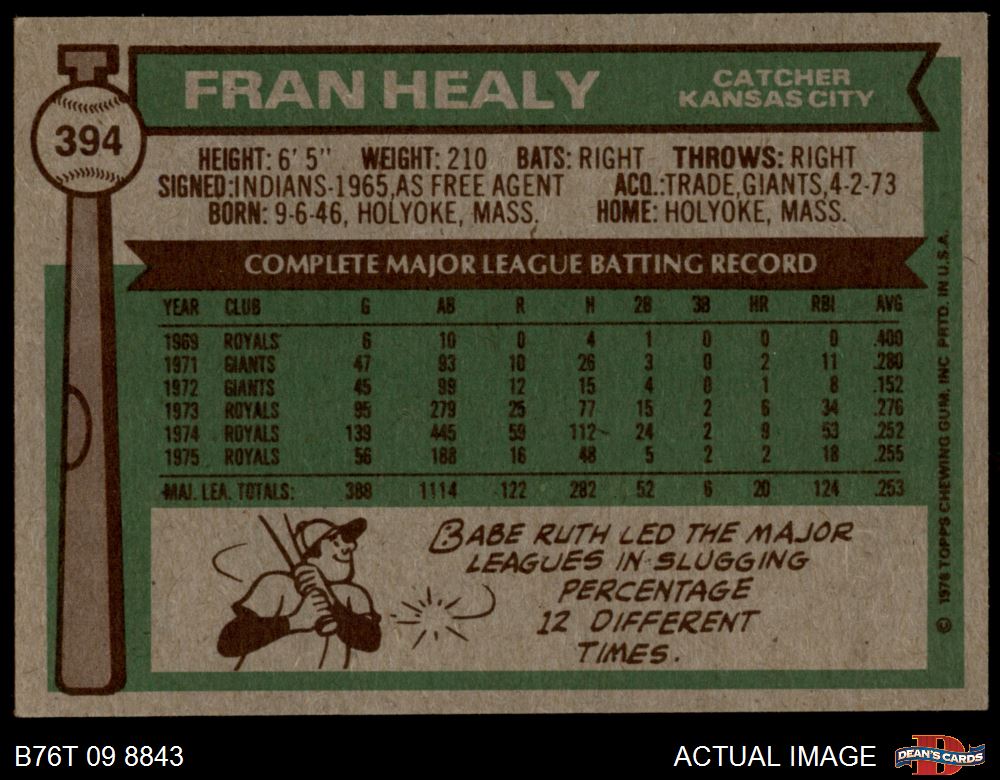 FRAN HEALY
CATCHER
KANSAS CITY
394
HEIGHT: 6' 5" WEIGHT: 210 BATS: RIGHT THROWS: RIGHT
SIGNED:INDIANS-1965,AS FREE AGENT ACQ.:TRADE,GIANTS,4-2-73
BORN: 9-6-46, HOLYOKE, MASS. HOME: HOLYOKE, MASS.
COMPLETE MAJOR LEAGUE BATTING RECORD
YEAR CLUB G AB R H 2B 3B HR RBI AVG
1969 ROYALS 6 10 0 4 1 0 0 0 .400
1971 GIANTS 47 93 10 26 3 0 2 11 .280
1972 GIANTS 45 99 12 15 4 0 1 8 .152
1973 ROYALS 95 279 25 77 15 2 6 34 .276
1974 ROYALS 139 445 59 112 24 2 9 53 .252
1975 ROYALS 56 188 16 48 5 2 2 18 .255
MAJ. LEA. TOTALS: 388 1114 122 282 52 6 20 124 .253
BABE RUTH LED THE MAJOR
LEAGUES IN SLUGGING
PERCENTAGE
12 DIFFERENT
TIMES.
© 1976 TOPPS CHEWING GUM, INC PRTD. IN U.S.A.
B76T 09 8843
ACTUAL IMAGE
D
DEAN'S CARDS